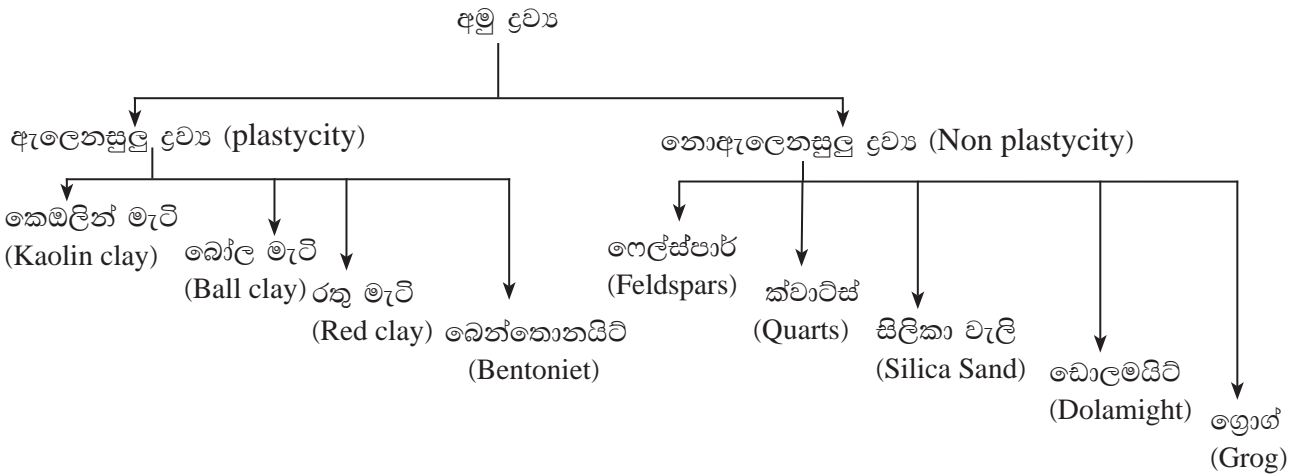 අමු ද්‍රව්‍ය
ඇලෙනසුලු ද්‍රව්‍ය (plastycity)
නොඇලෙනසුලු ද්‍රව්‍ය (Non plastycity)
කෙඔලින් මැටි
(Kaolin clay)
බෝල මැටි
(Ball clay)
රතු මැටි
(Red clay)
බෙන්තොනයිට්
(Bentoniet)
ෆෙල්ස්පාර්
(Feldspars)
ක්වාට්ස්
(Quarts)
සිලිකා වැලි
(Silica Sand)
ඩොලමයිට්
(Dolamight)
ග්‍රොග්
(Grog)